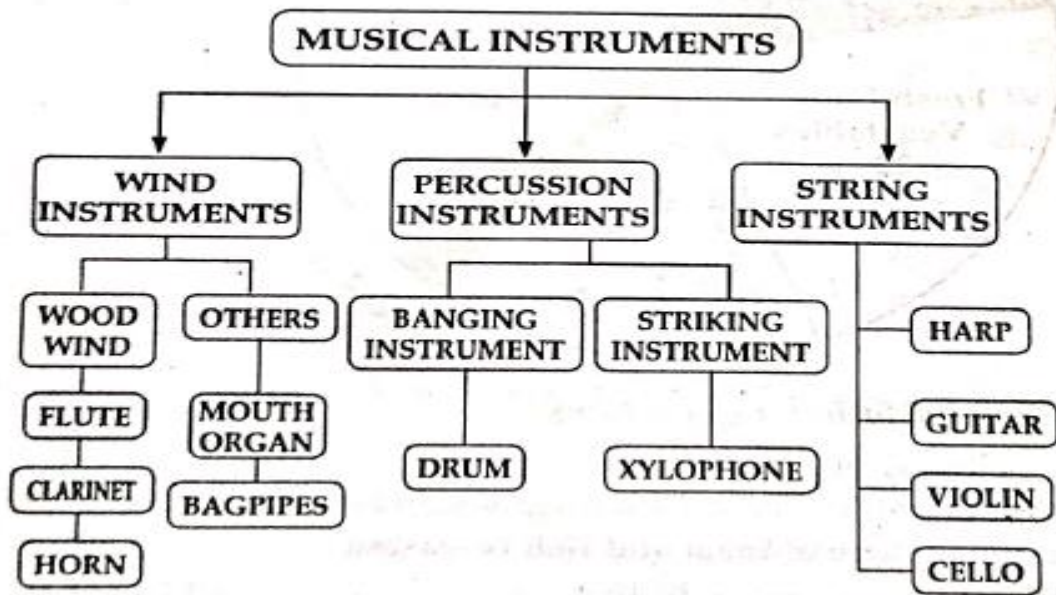 MUSICAL INSTRUMENTS
WIND
INSTRUMENTS
PERCUSSION
INSTRUMENTS
STRING
INSTRUMENTS
WOOD
WIND
OTHERS
BANGING
INSTRUMENT
STRIKING
INSTRUMENT
HARP
FLUTE
MOUTH
ORGAN
GUITAR
DRUM
XYLOPHONE
CLARINET
BAGPIPES
VIOLIN
HORN
CELLO